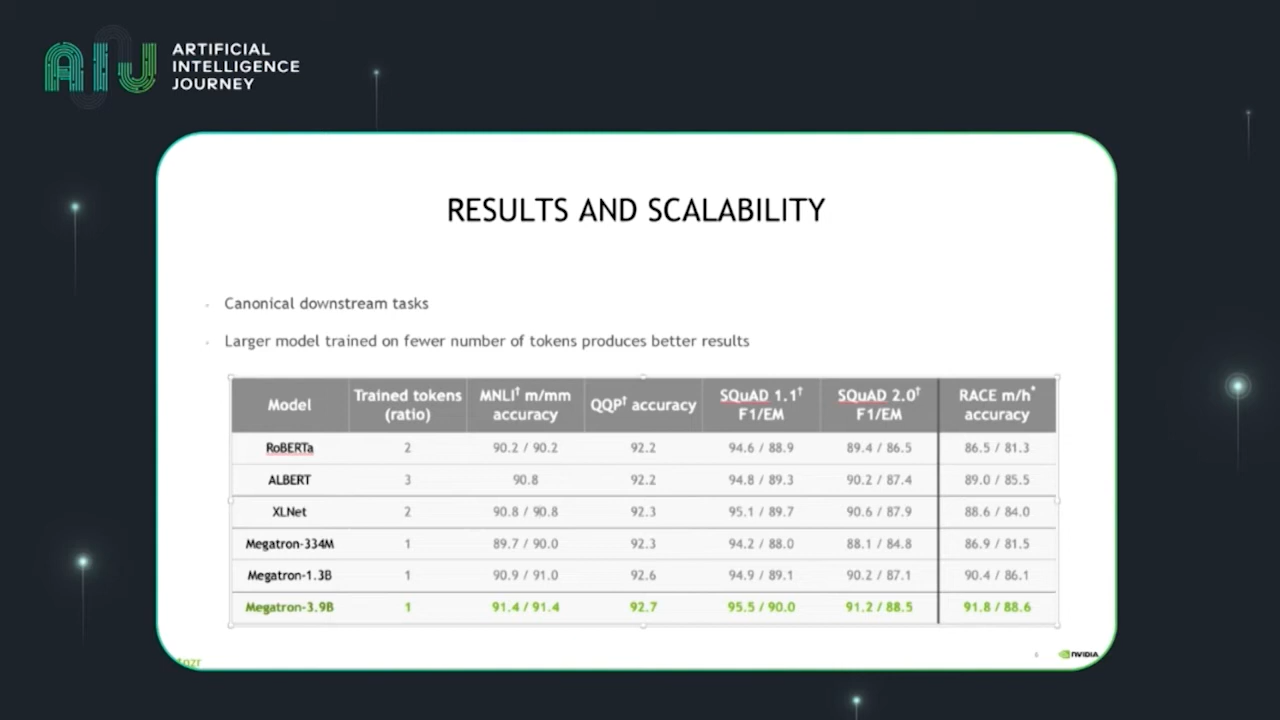 ARTIFICIAL
INTELLIGENCE
JOURNEY
RESULTS AND SCALABILITY
Canonical downstream tasks
Larger model trained on fewer number of tokens produces better results
Model Trained tokens (ratio) MNLI† m/mm accuracy QQP† accuracy SQuAD 1.1† F1/EM SQuAD 2.0† F1/EM RACE m/h* accuracy
RoBERTa 2 90.2 / 90.2 92.2 94.6 / 88.9 89.4 / 86.5 86.5 / 81.3
ALBERT 3 90.8 92.2 94.8 / 89.3 90.2 / 87.4 89.0 / 85.5
XLNet 2 90.8 / 90.8 92.3 95.1 / 89.7 90.6 / 87.9 88.6 / 84.0
Megatron-334M 1 89.7 / 90.0 92.3 94.2 / 88.0 88.1 / 84.8 86.9 / 81.5
Megatron-1.3B 1 90.9 / 91.0 92.6 94.9 / 89.1 90.2 / 87.1 90.4 / 86.1
Megatron-3.9B 1 91.4 / 91.4 92.7 95.5 / 90.0 91.2 / 88.5 91.8 / 88.6
NVIDIA